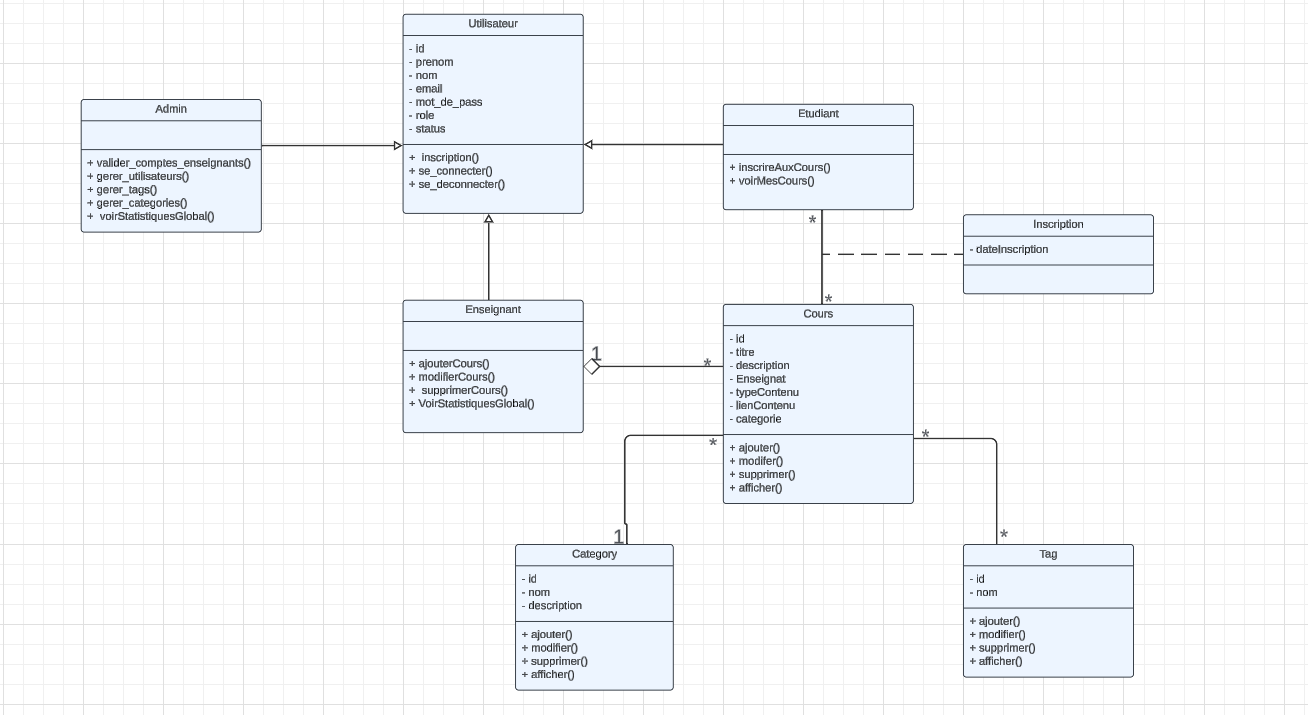 Utilisateur
- id
- prenom
- nom
- email
- mot_de_pass
- role
- status
+ inscription()
+ se_connecter()
+ se_deconnecter()
Admin
+ valider_comptes_enseignants()
+ gerer_utilisateurs()
+ gerer_tags()
+ gerer_categories()
+ voirStatistiquesGlobal()
Etudiant
+ inscrireAuxCours()
+ voirMesCours()
*
*
Inscription
- dateInscription
Enseignant
+ ajouterCours()
+ modifierCours()
+ supprimerCours()
+ VoirStatistiquesGlobal()
1
*
Cours
- id
- titre
- description
- Enseignat
- typeContenu
- lienContenu
- categorie
+ ajouter()
+ modifer()
+ supprimer()
+ afficher()
*
1
*
*
Category
- id
- nom
- description
+ ajouter()
+ modifier()
+ supprimer()
+ afficher()
Tag
- id
- nom
+ ajouter()
+ modifier()
+ supprimer()
+ afficher()